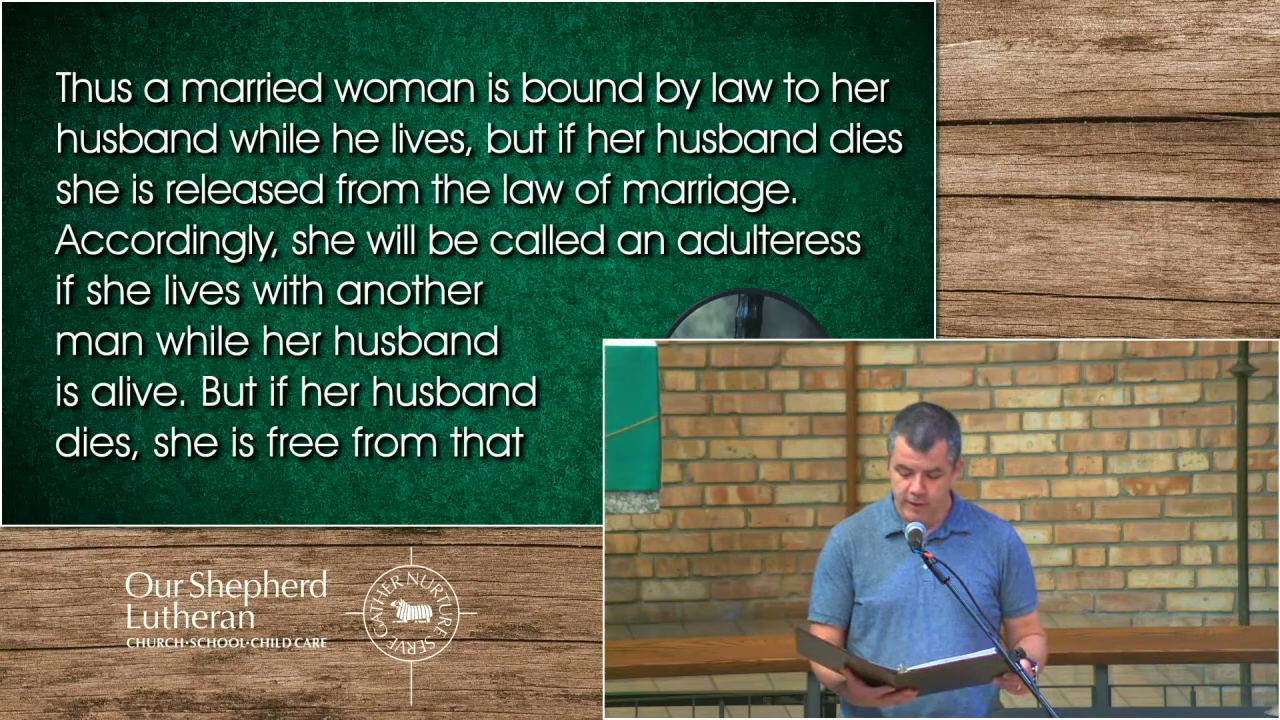 Thus a married woman is bound by law to her
husband while he lives, but if her husband dies
she is released from the law of marriage.
Accordingly, she will be called an adulteress
if she lives with another
man while her husband
is alive. But if her husband
dies, she is free from that
Our Shepherd
Lutheran
CHURCH·SCHOOL·CHILD CARE
GATHER NURTURE SERVE